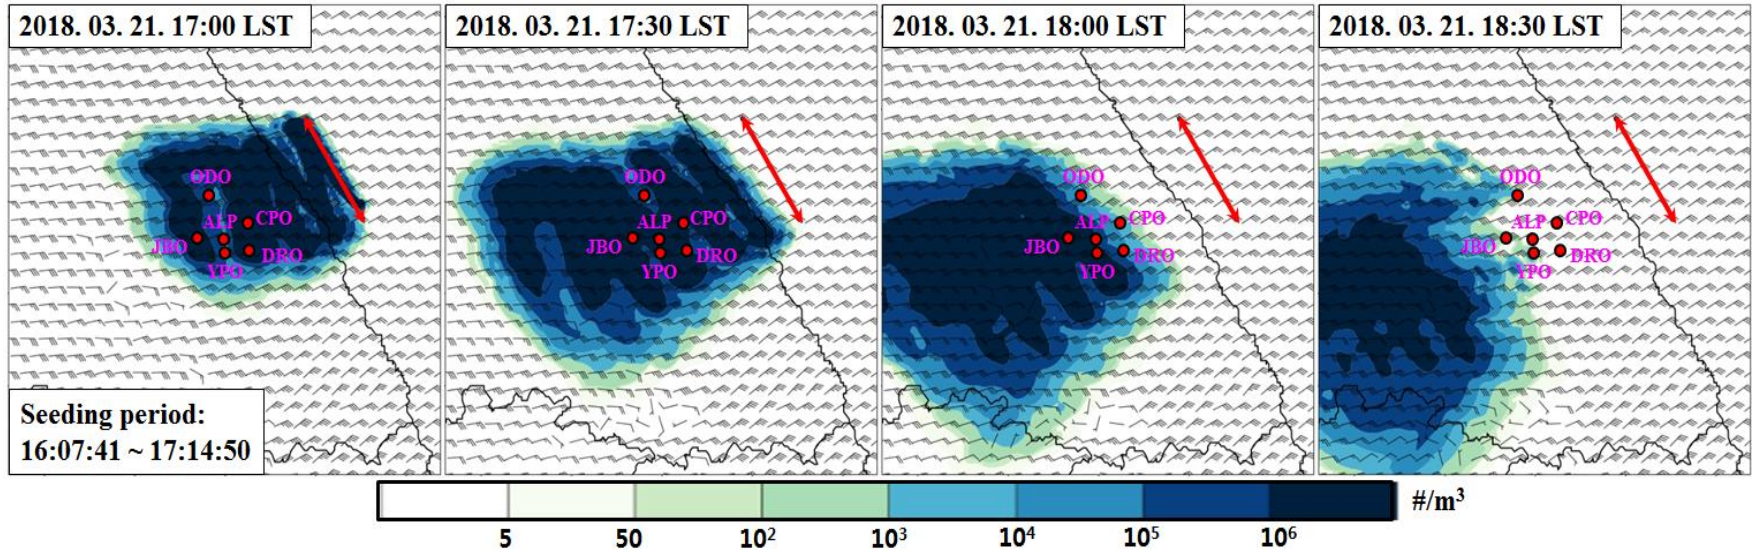 2018. 03. 21. 17:00 LST
2018. 03. 21. 17:30 LST
2018. 03. 21. 18:00 LST
2018. 03. 21. 18:30 LST
ODO
ALP CPO
JBO
DRO
YPO
ODO
ALP CPO
JBO
DRO
YPO
ODO
ALP CPO
JBO
DRO
YPO
ODO
ALP CPO
JBO
DRO
YPO
Seeding period:
16:07:41 ~ 17:14:50
#/m³
5 50 10² 10³ 10⁴ 10⁵ 10⁶